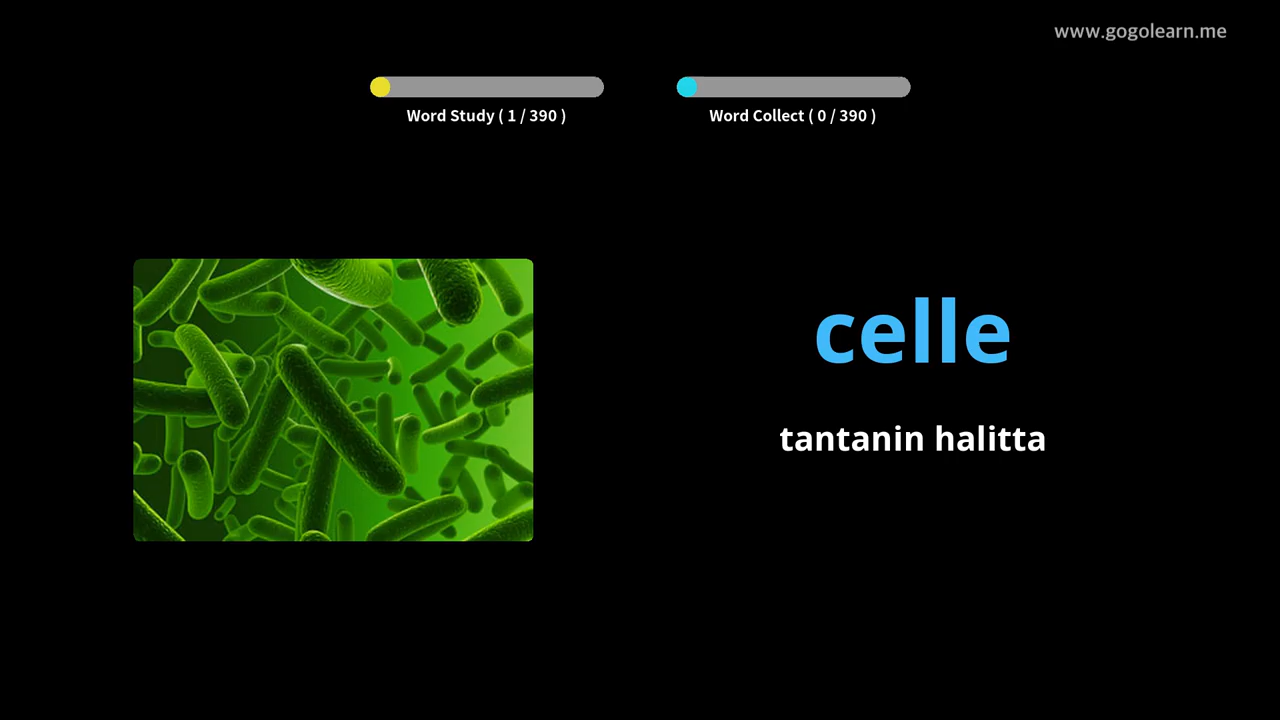 www.gogolearn.me
Word Study ( 1 / 390 )
Word Collect ( 0 / 390 )
celle
tantanin halitta